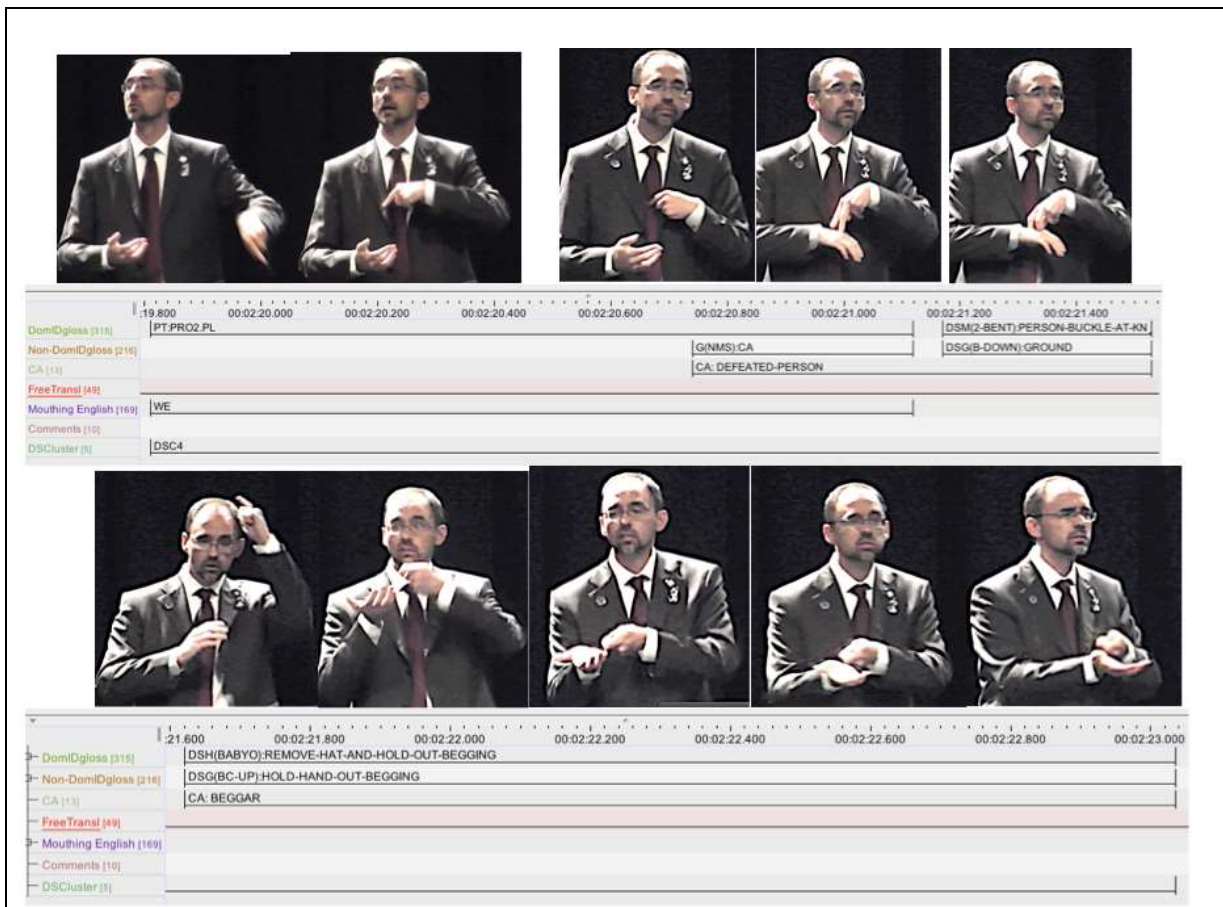 :19.800 00:02:20.000 00:02:20.200 00:02:20.400 00:02:20.600 00:02:20.800 00:02:21.000 00:02:21.200 00:02:21.400
DomIDgloss [315] PT:PRO2.PL DSM(2-BENT):PERSON-BUCKLE-AT-KN
Non-DomIDgloss [216] G(NMS):CA DSG(B-DOWN):GROUND
CA [13] CA: DEFEATED-PERSON
FreeTransl [49]
Mouthing English [169] WE
Comments [10]
DSCluster [5] DSC4
:21.600 00:02:21.800 00:02:22.000 00:02:22.200 00:02:22.400 00:02:22.600 00:02:22.800 00:02:23.000
DomIDgloss [315] DSH(BABYO):REMOVE-HAT-AND-HOLD-OUT-BEGGING
Non-DomIDgloss [216] DSG(BC-UP):HOLD-HAND-OUT-BEGGING
CA [13] CA: BEGGAR
FreeTransl [49]
Mouthing English [169]
Comments [10]
DSCluster [5]